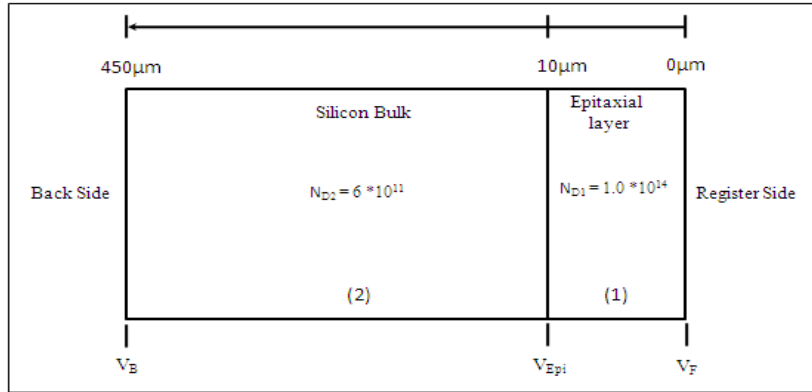 450μm 10μm 0μm
Silicon Bulk
Epitaxial
layer
Back Side
N_D2 = 6 *10^11
N_D1 = 1.0 *10^14
Register Side
(2) (1)
V_B V_Epi V_F